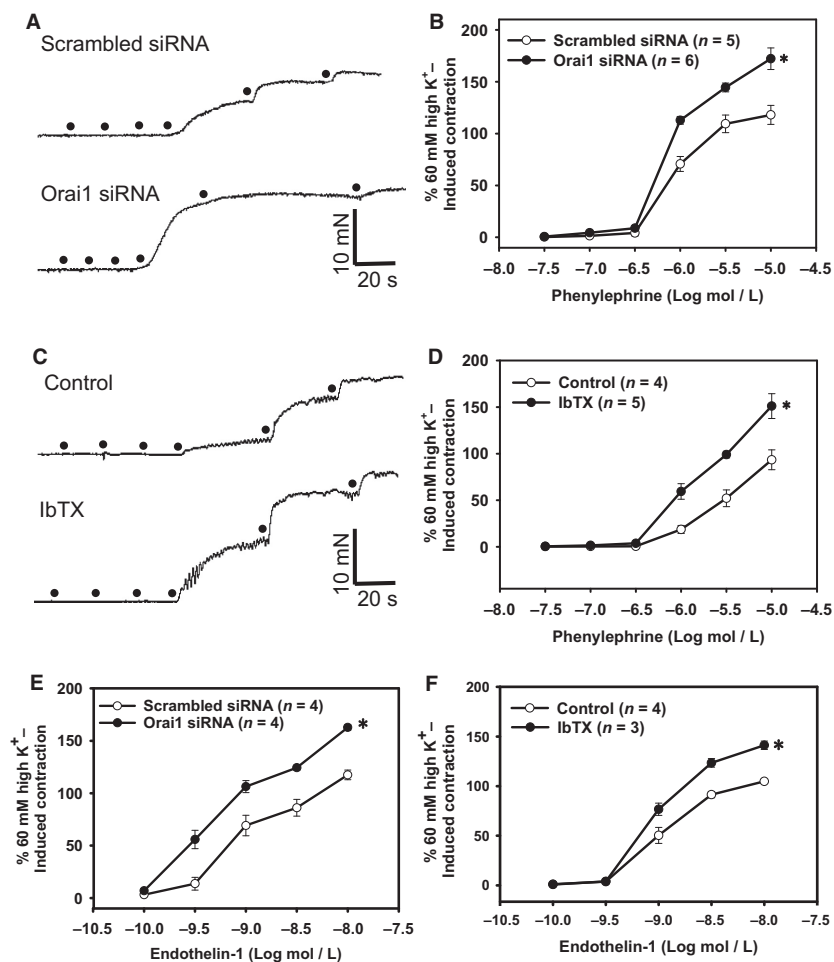 A
Scrambled siRNA
Orai1 siRNA
10 mN
20 s
B
Scrambled siRNA (n = 5)
Orai1 siRNA (n = 6)
% 60 mM high K⁺–
Induced contraction
200
150
100
50
0
*
–8.0 –7.5 –7.0 –6.5 –6.0 –5.5 –5.0 –4.5
Phenylephrine (Log mol / L)
C
Control
IbTX
10 mN
20 s
D
Control (n = 4)
IbTX (n = 5)
% 60 mM high K⁺–
Induced contraction
200
150
100
50
0
*
–8.0 –7.5 –7.0 –6.5 –6.0 –5.5 –5.0 –4.5
Phenylephrine (Log mol / L)
E
Scrambled siRNA (n = 4)
Orai1 siRNA (n = 4)
% 60 mM high K⁺–
Induced contraction
200
150
100
50
0
*
–10.5 –10.0 –9.5 –9.0 –8.5 –8.0 –7.5
Endothelin-1 (Log mol / L)
F
Control (n = 4)
IbTX (n = 3)
% 60 mM high K⁺–
Induced contraction
200
150
100
50
0
*
–10.5 –10.0 –9.5 –9.0 –8.5 –8.0 –7.5
Endothelin-1 (Log mol / L)